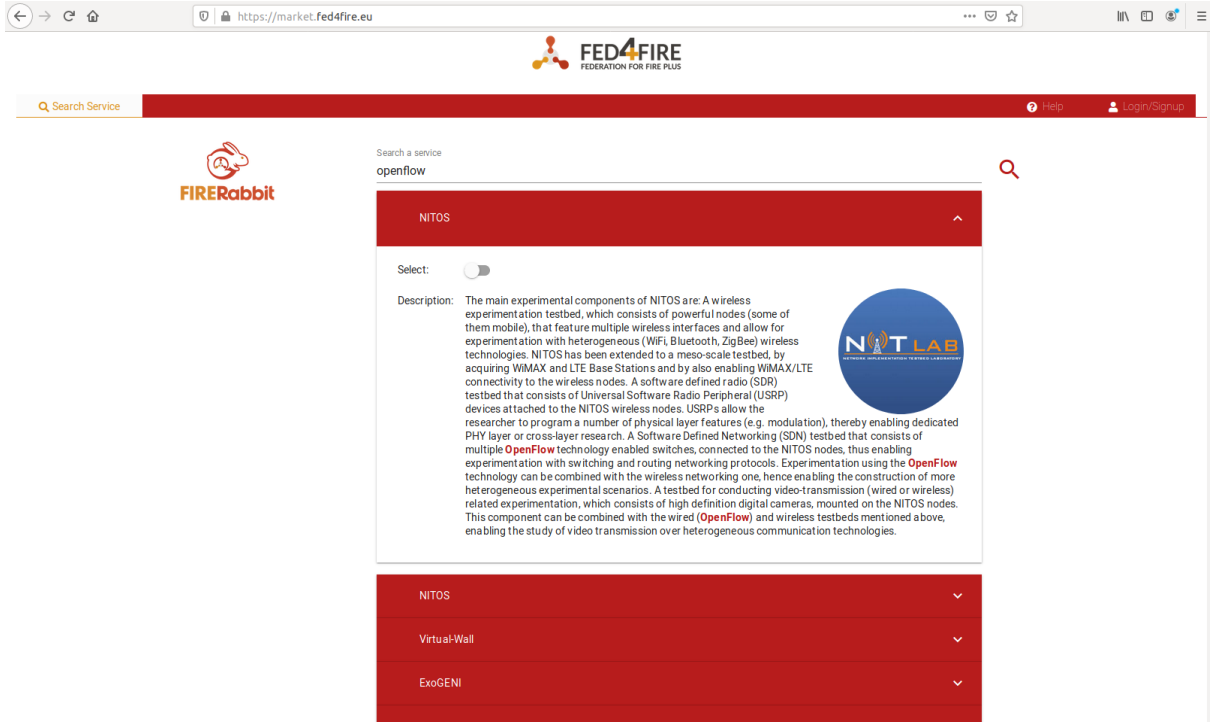 https://market.fed4fire.eu
FED4FIRE
FEDERATION FOR FIRE PLUS
Search Service
Help
Login/Signup
FIRERabbit
Search a service
openflow
NITOS
Select:
Description:
The main experimental components of NITOS are: A wireless
experimentation testbed, which consists of powerful nodes (some of
them mobile), that feature multiple wireless interfaces and allow for
experimentation with heterogeneous (WiFi, Bluetooth, ZigBee) wireless
technologies. NITOS has been extended to a meso-scale testbed, by
acquiring WiMAX and LTE Base Stations and by also enabling WiMAX/LTE
connectivity to the wireless nodes. A software defined radio (SDR)
testbed that consists of Universal Software Radio Peripheral (USRP)
devices attached to the NITOS wireless nodes. USRPs allow the
researcher to program a number of physical layer features (e.g. modulation), thereby enabling dedicated
PHY layer or cross-layer research. A Software Defined Networking (SDN) testbed that consists of
multiple OpenFlow technology enabled switches, connected to the NITOS nodes, thus enabling
experimentation with switching and routing networking protocols. Experimentation using the OpenFlow
technology can be combined with the wireless networking one, hence enabling the construction of more
heterogeneous experimental scenarios. A testbed for conducting video-transmission (wired or wireless)
related experimentation, which consists of high definition digital cameras, mounted on the NITOS nodes.
This component can be combined with the wired (OpenFlow) and wireless testbeds mentioned above,
enabling the study of video transmission over heterogeneous communication technologies.
NIT LAB
NETWORK IMPLEMENTATION TESTBED LABORATORY
NITOS
Virtual-Wall
ExoGENI